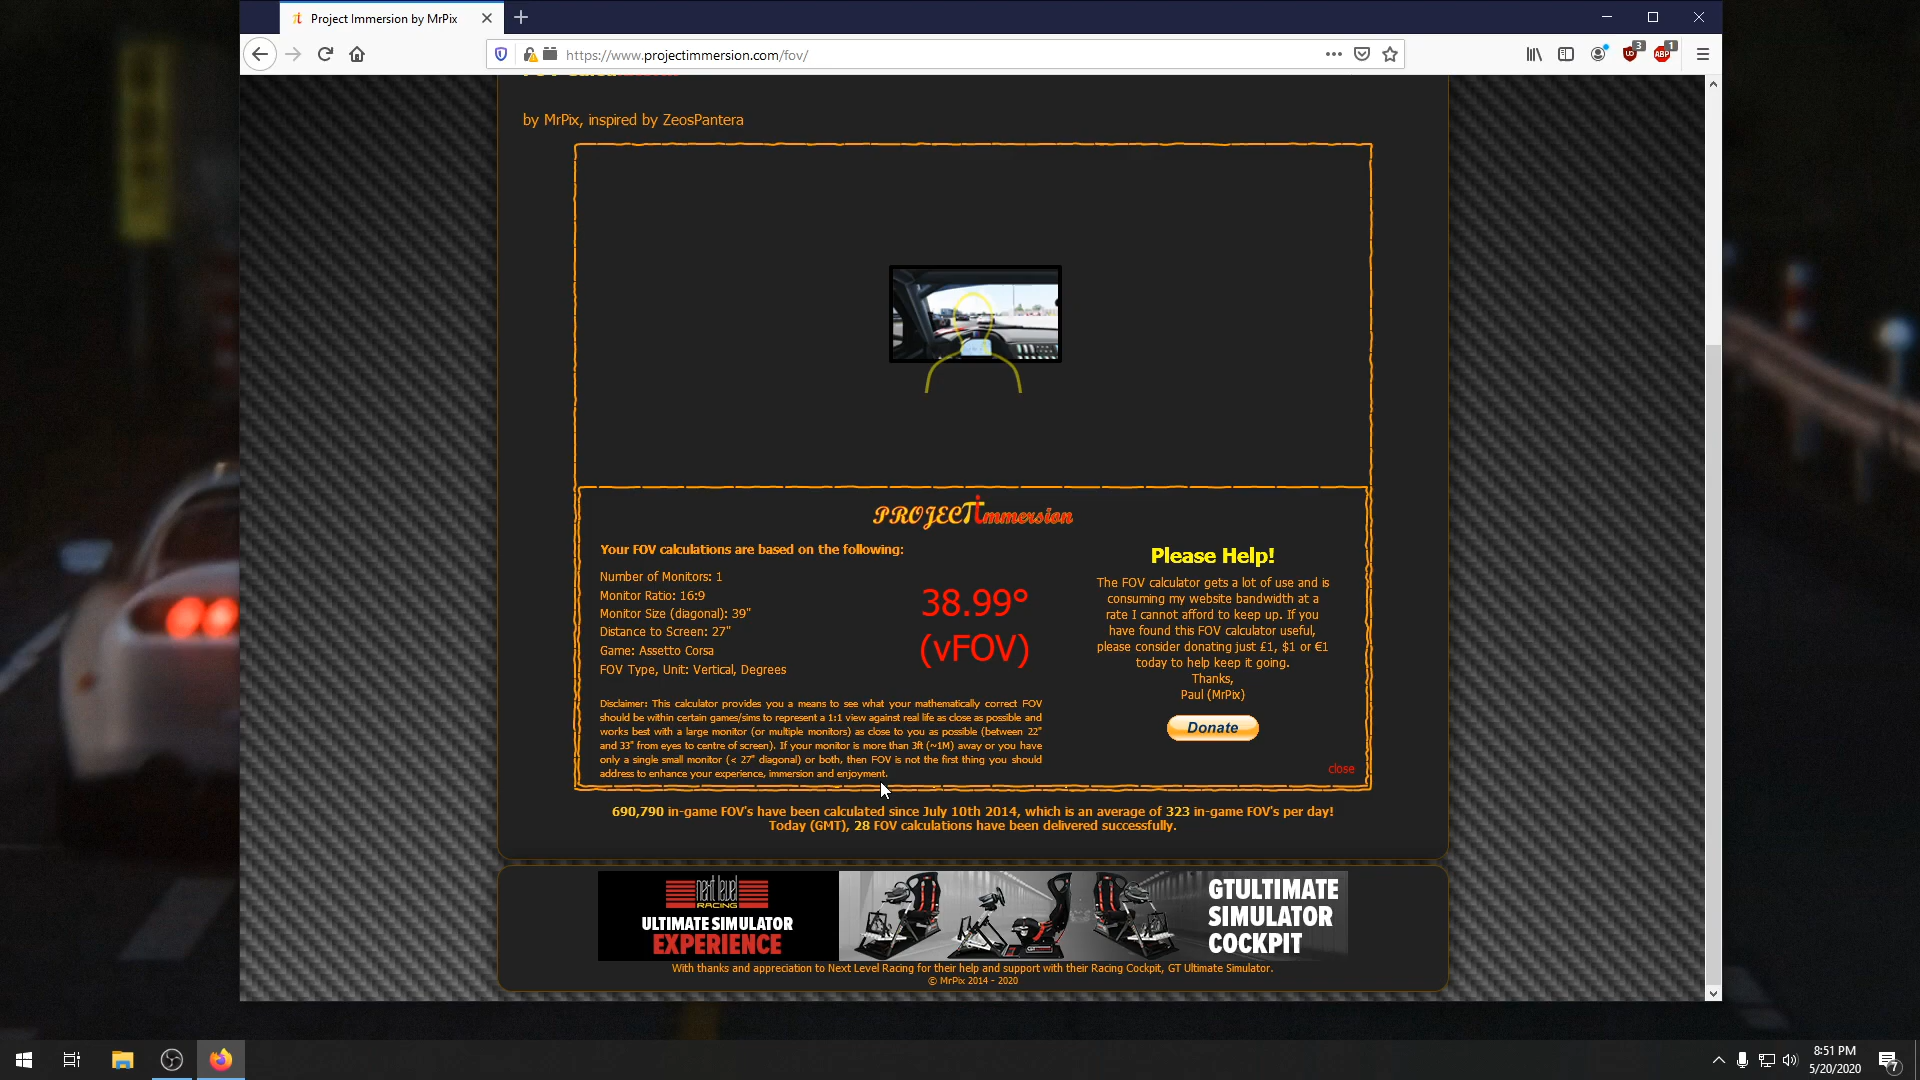 Project Immersion by MrPix
https://www.projectimmersion.com/fov/
3
1
by MrPix, inspired by ZeosPantera
PROJECT immersion
Your FOV calculations are based on the following:
Number of Monitors: 1
Monitor Ratio: 16:9
Monitor Size (diagonal): 39"
Distance to Screen: 27"
Game: Assetto Corsa
FOV Type, Unit: Vertical, Degrees
38.99°
(vFOV)
Disclaimer: This calculator provides you a means to see what your mathematically correct FOV
should be within certain games/sims to represent a 1:1 view against real life as close as possible and
works best with a large monitor (or multiple monitors) as close to you as possible (between 22"
and 33" from eyes to centre of screen). If your monitor is more than 3ft (~1M) away or you have
only a single small monitor (< 27" diagonal) or both, then FOV is not the first thing you should
address to enhance your experience, immersion and enjoyment.
Please Help!
The FOV calculator gets a lot of use and is
consuming my website bandwidth at a
rate I cannot afford to keep up. If you
have found this FOV calculator useful,
please consider donating just £1, $1 or €1
today to help keep it going.
Thanks,
Paul (MrPix)
Donate
close
690,790 in-game FOV's have been calculated since July 10th 2014, which is an average of 323 in-game FOV's per day!
Today (GMT), 28 FOV calculations have been delivered successfully.
next level
RACING
ULTIMATE SIMULATOR
EXPERIENCE
GTULTIMATE
SIMULATOR
COCKPIT
With thanks and appreciation to Next Level Racing for their help and support with their Racing Cockpit, GT Ultimate Simulator.
© MrPix 2014 - 2020
8:51 PM
5/20/2020
7